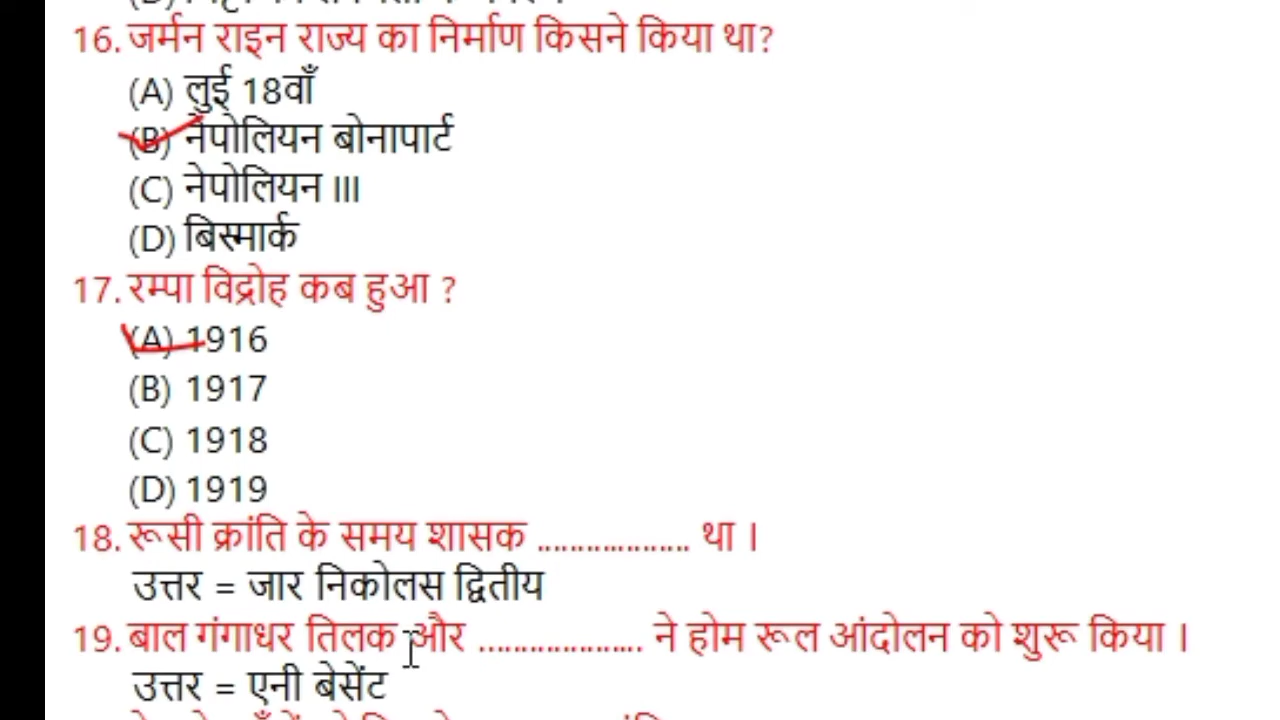 16. जर्मन राइन राज्य का निर्माण किसने किया था?
(A) लुई 18वाँ
(B) नेपोलियन बोनापार्ट
(C) नेपोलियन III
(D) बिस्मार्क
17. रम्पा विद्रोह कब हुआ ?
(A) 1916
(B) 1917
(C) 1918
(D) 1919
18. रूसी क्रांति के समय शासक ................... था ।
उत्तर = जार निकोलस द्वितीय
19. बाल गंगाधर तिलक और .................... ने होम रूल आंदोलन को शुरू किया ।
उत्तर = एनी बेसेंट